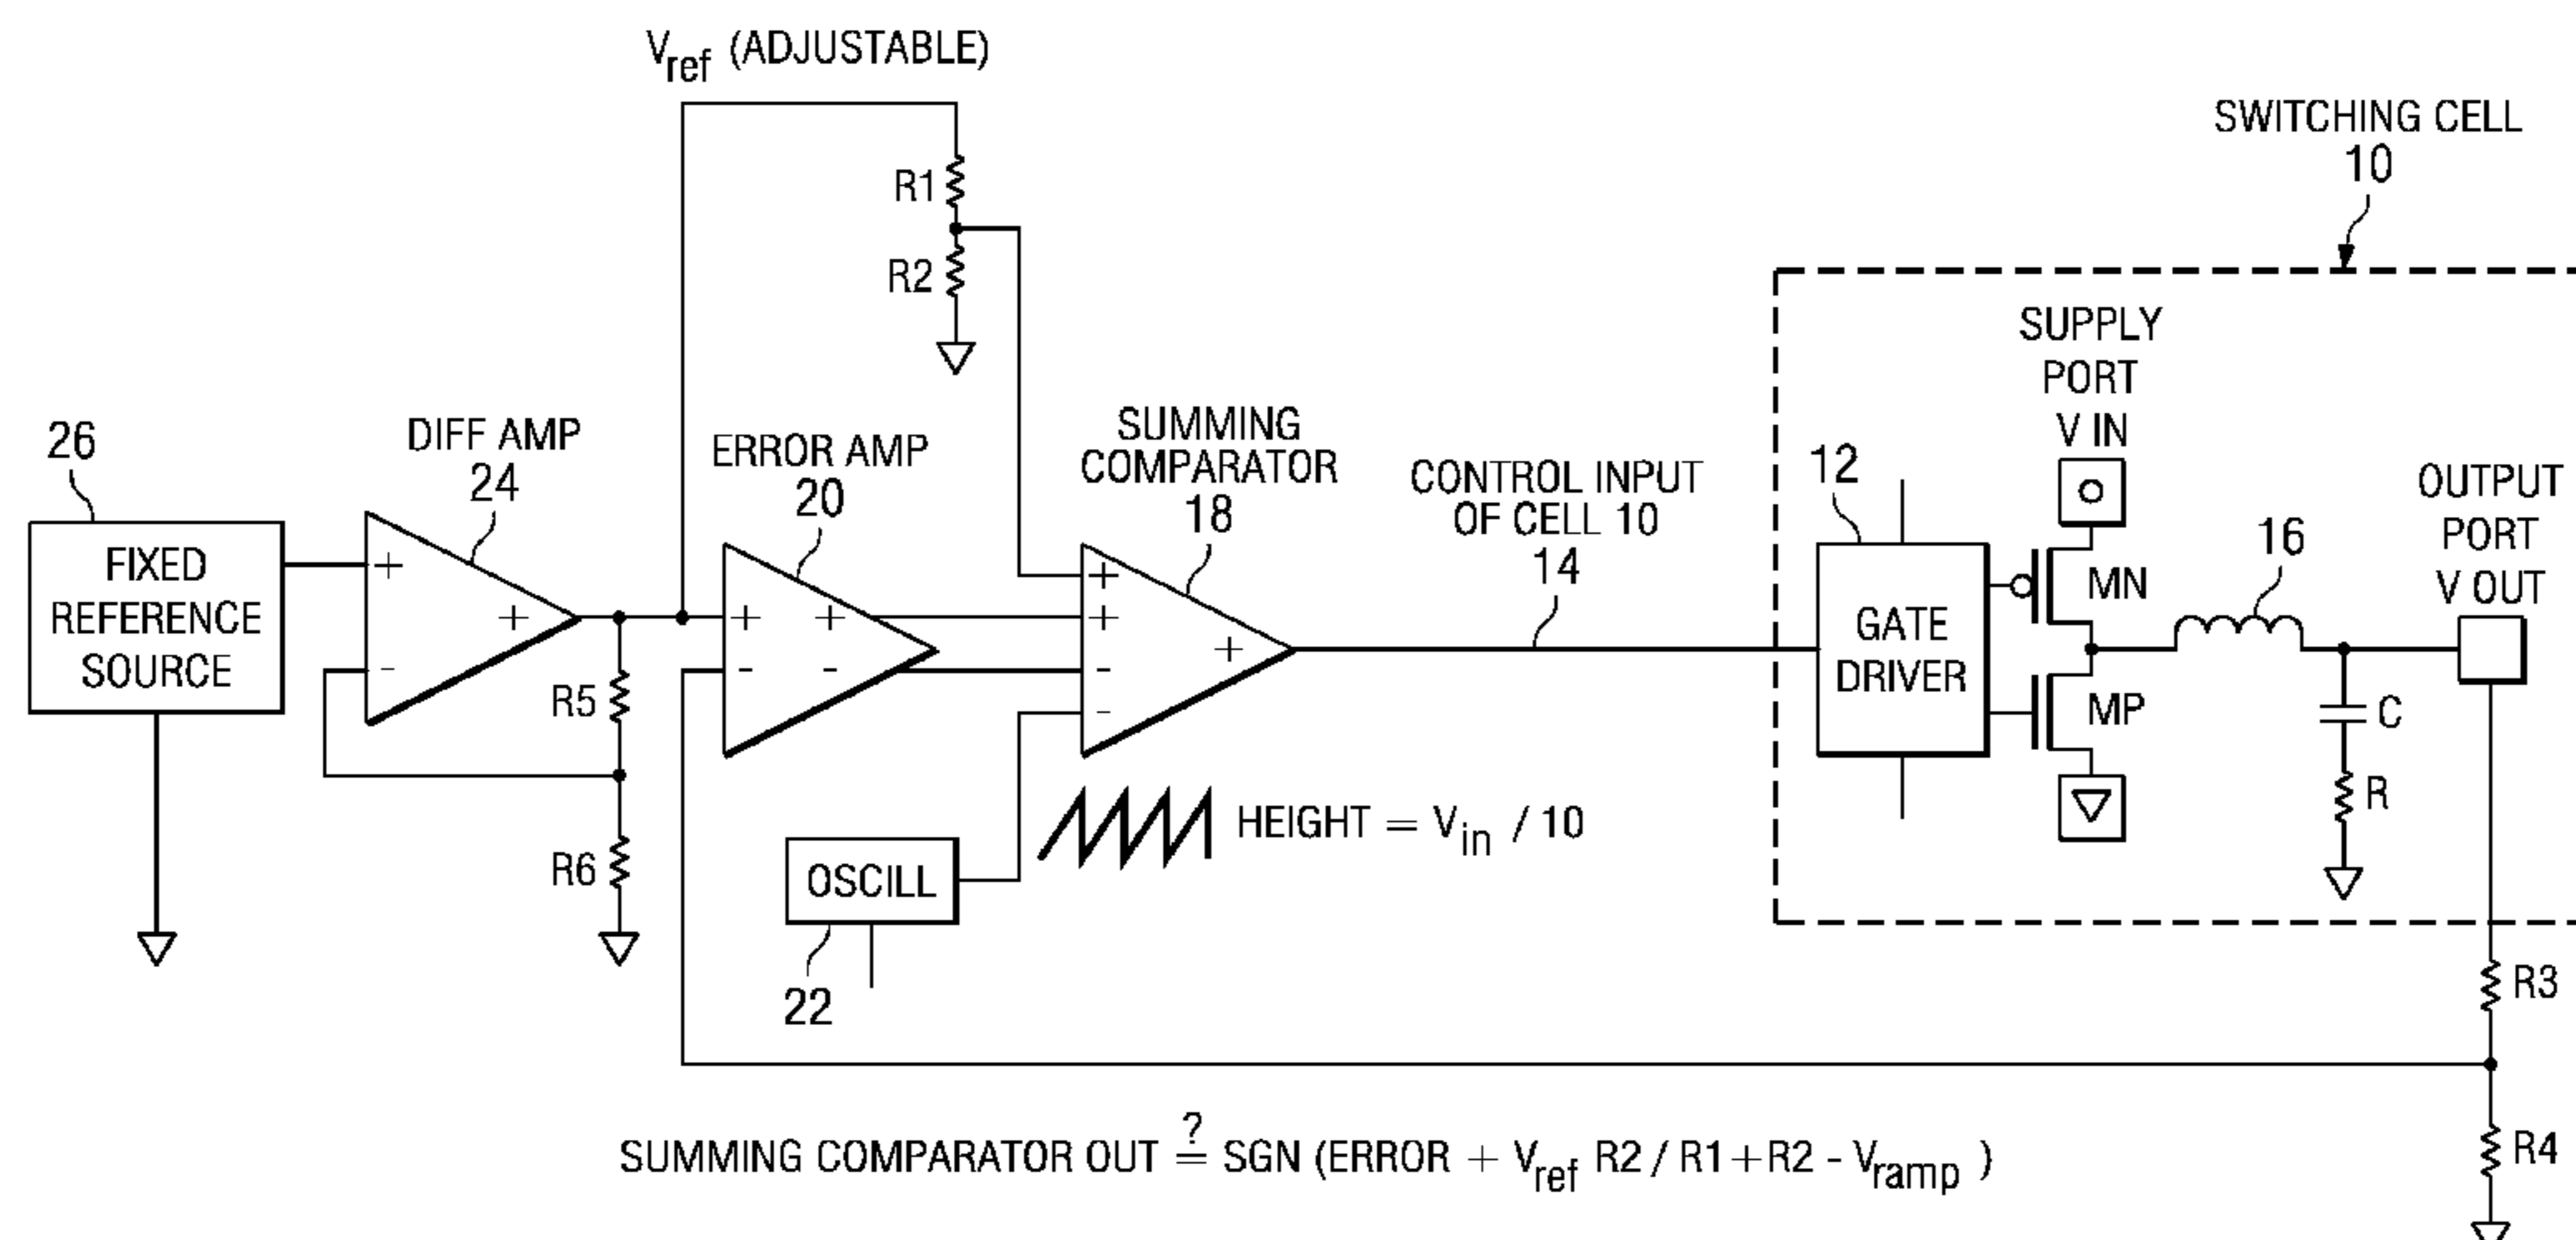 Vref (ADJUSTABLE)
SWITCHING CELL
10
R1
R2
SUPPLY
PORT
V IN
26
DIFF AMP
24
ERROR AMP
20
SUMMING
COMPARATOR
18
CONTROL INPUT
OF CELL 10
14
12
16
OUTPUT
PORT
V OUT
FIXED
REFERENCE
SOURCE
+
-
+
+
-
+
-
+
+
-
-
+
GATE
DRIVER
MN
MP
C
R
R5
R6
OSCILL
22
HEIGHT = Vin / 10
R3
R4
SUMMING COMPARATOR OUT ?= SGN (ERROR + Vref R2 / R1+R2 - Vramp )